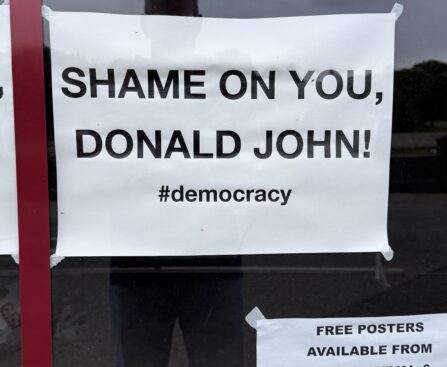 SHAME ON YOU,
DONALD JOHN!
#democracy
FREE POSTERS
AVAILABLE FROM